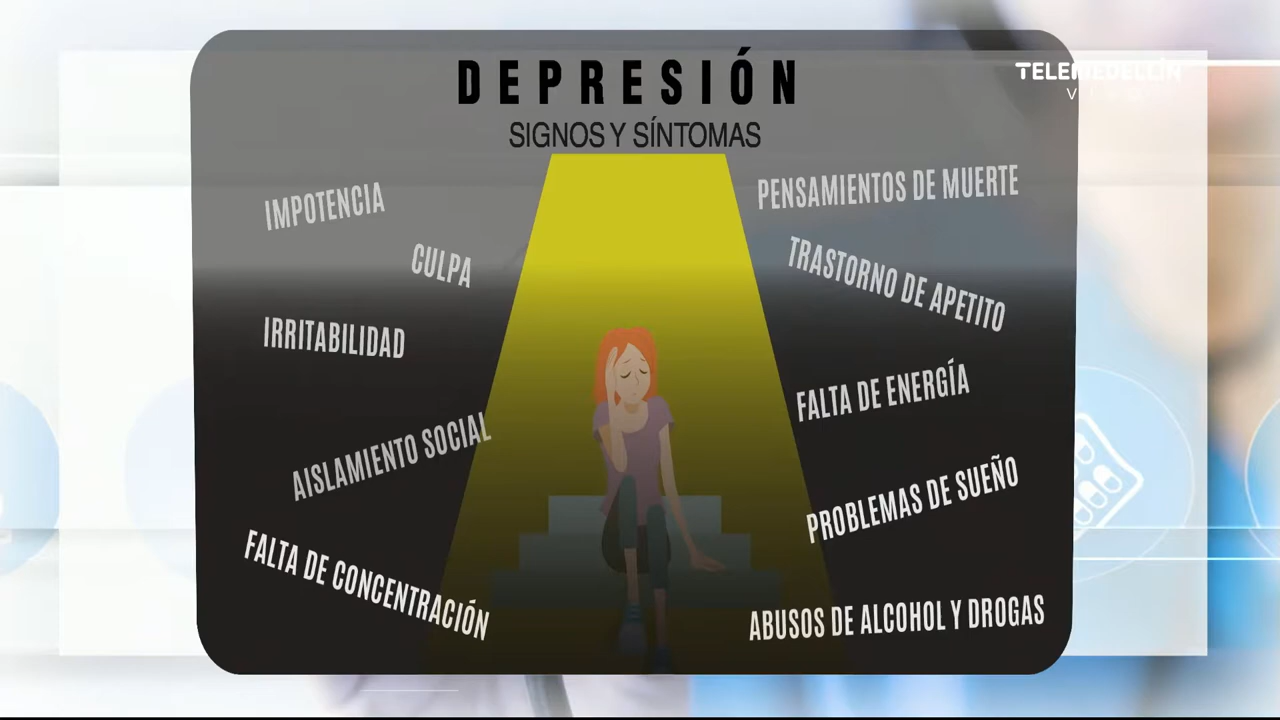 DEPRESIÓN
SIGNOS Y SÍNTOMAS
TELEMEDELLÍN
IMPOTENCIA
CULPA
IRRITABILIDAD
AISLAMIENTO SOCIAL
FALTA DE CONCENTRACIÓN
PENSAMIENTOS DE MUERTE
TRASTORNO DE APETITO
FALTA DE ENERGÍA
PROBLEMAS DE SUEÑO
ABUSOS DE ALCOHOL Y DROGAS